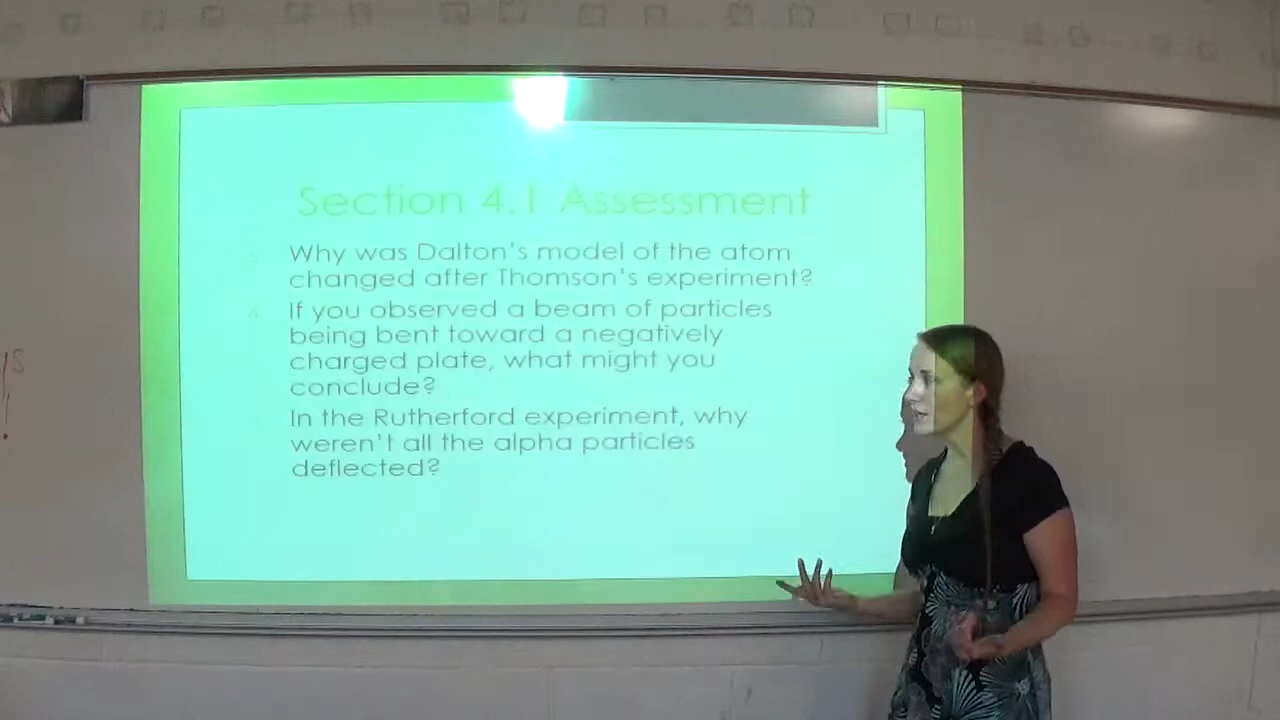 Section 4.1 Assessment
Why was Dalton's model of the atom
changed after Thomson's experiment?
If you observed a beam of particles
being bent toward a negatively
charged plate, what might you
conclude?
In the Rutherford experiment, why
weren't all the alpha particles
deflected?